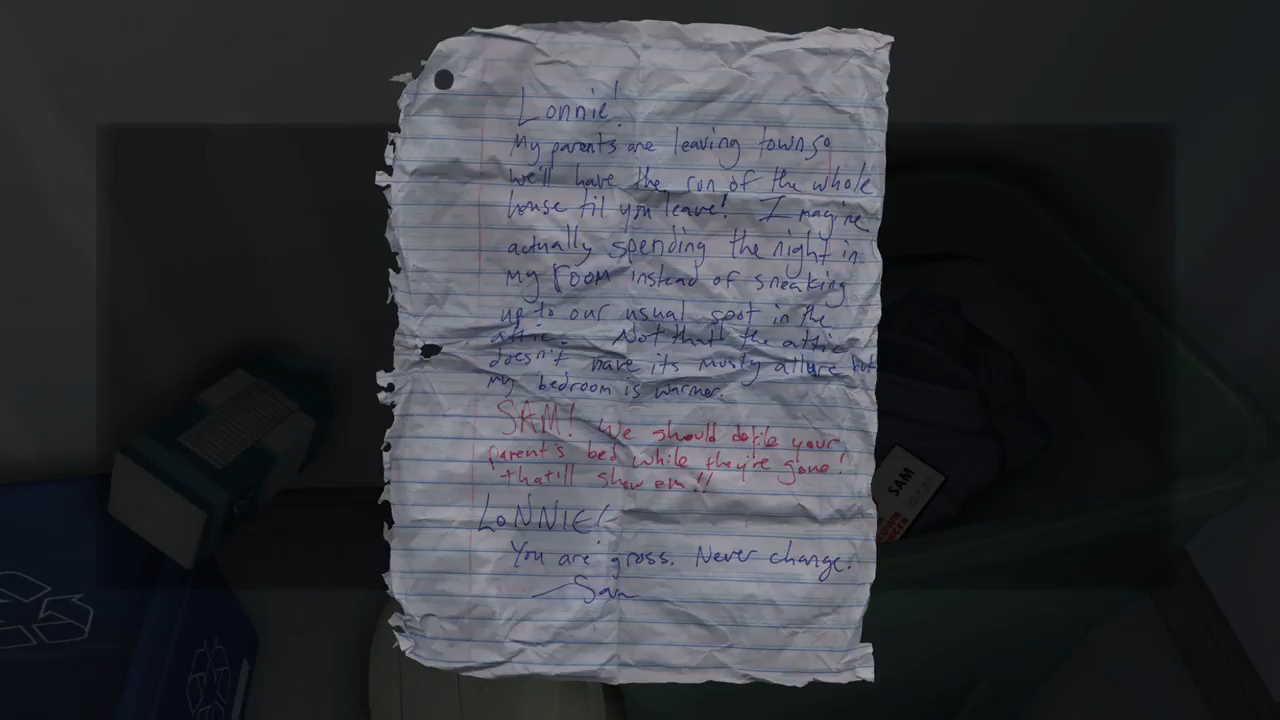 Lonnie!
My parents are leaving town so
we'll have the run of the whole
house til you leave! Imagine
actually spending the night in
my room instead of sneaking
up to our usual spot in the
attic. Not that the attic
doesn't have its musty allure but
my bedroom is warmer.
SAM! We should defile your
parent's bed while they're gone!
that'll show em!!
LONNIE!
You are gross. Never change.
—Sam
SAM